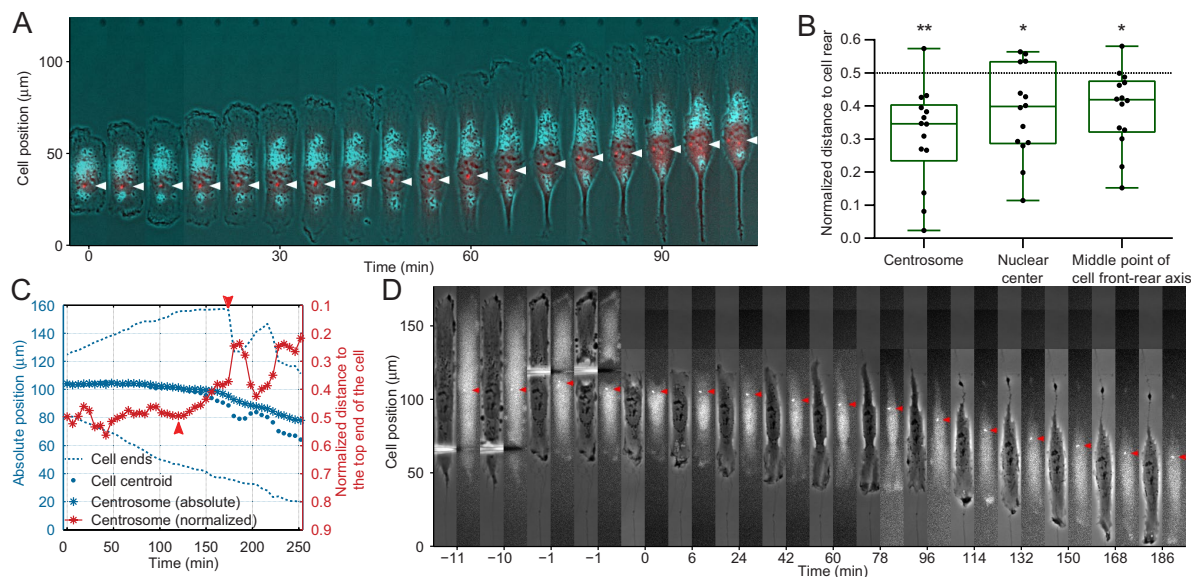 A
Cell position (μm)
100
50
0
0
30
60
90
Time (min)
B
Normalized distance to cell rear
0.6
0.5
0.4
0.3
0.2
0.1
0.0
** * *
Centrosome
Nuclear
center
Middle point of
cell front-rear axis
C
Absolute position (μm)
160
140
120
100
80
60
40
20
0
0.1
0.2
0.3
0.4
0.5
0.6
0.7
0.8
0.9
Normalized distance to
the top end of the cell
Cell ends
Cell centroid
Centrosome (absolute)
Centrosome (normalized)
0 50 100 150 200 250
Time (min)
D
Cell position (μm)
150
100
50
0
−11 −10 −1 −1 0 6 24 42 60 78 96 114 132 150 168 186
Time (min)